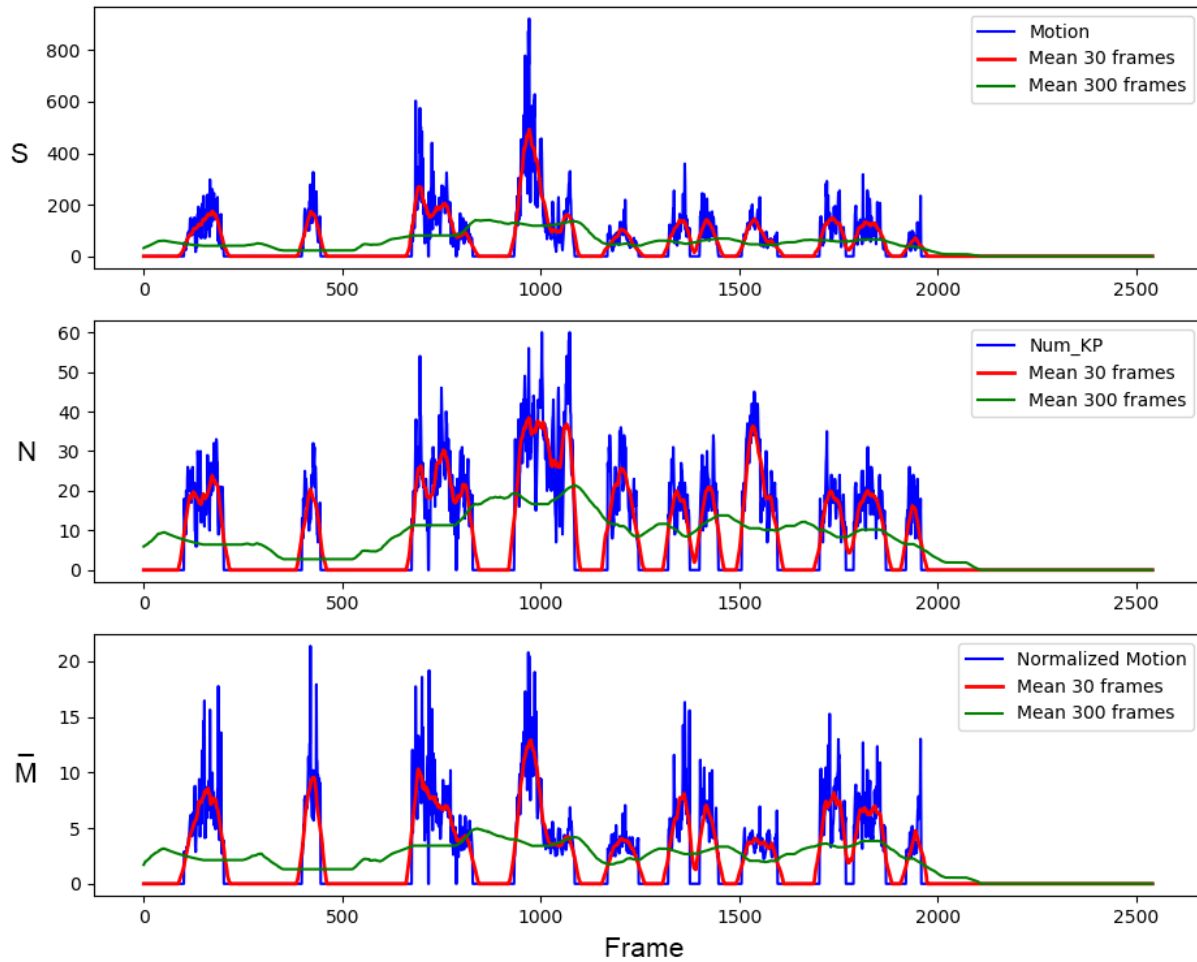 S
800
600
400
200
0
Motion
Mean 30 frames
Mean 300 frames
0 500 1000 1500 2000 2500
N
60
50
40
30
20
10
0
Num_KP
Mean 30 frames
Mean 300 frames
0 500 1000 1500 2000 2500
M̄
20
15
10
5
0
Normalized Motion
Mean 30 frames
Mean 300 frames
0 500 1000 1500 2000 2500
Frame